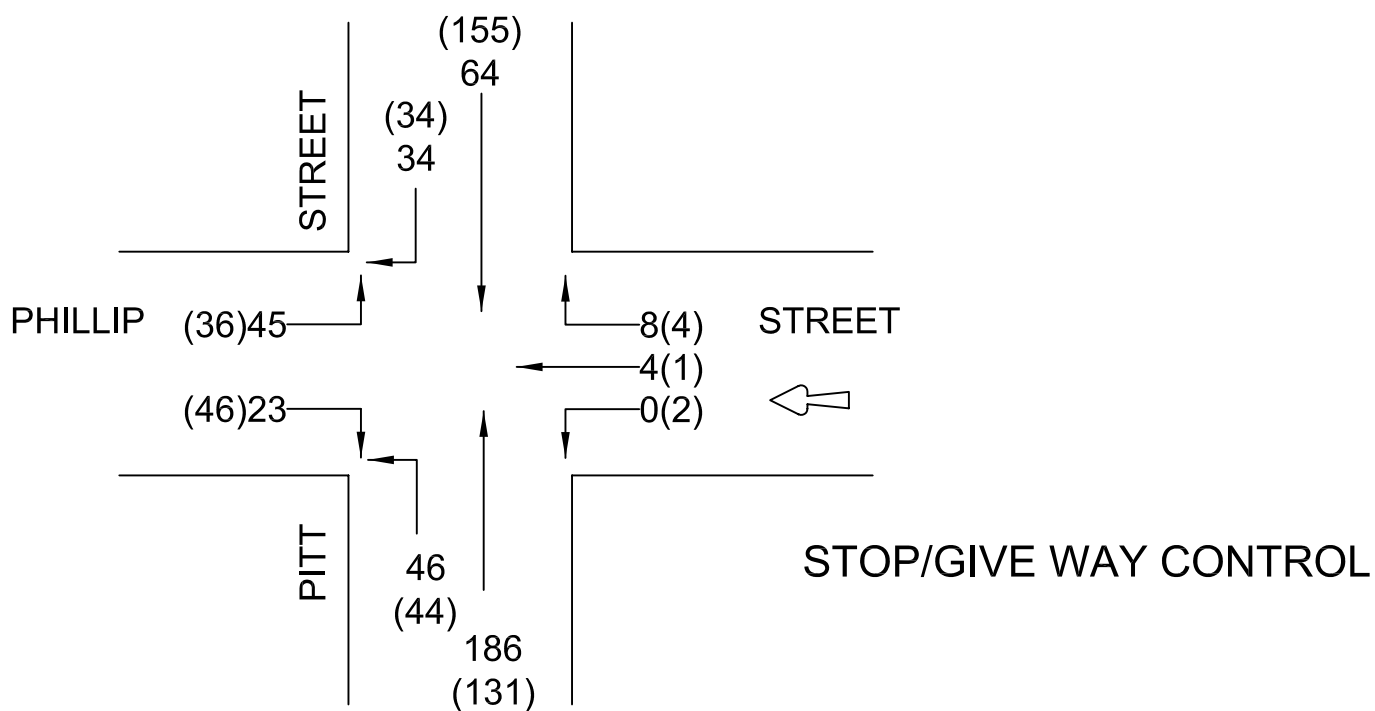 (155)
64
(34)
34
STREET
PHILLIP
(36)45
8(4)
STREET
4(1)
(46)23
0(2)
PITT
46
(44)
STOP/GIVE WAY CONTROL
186
(131)